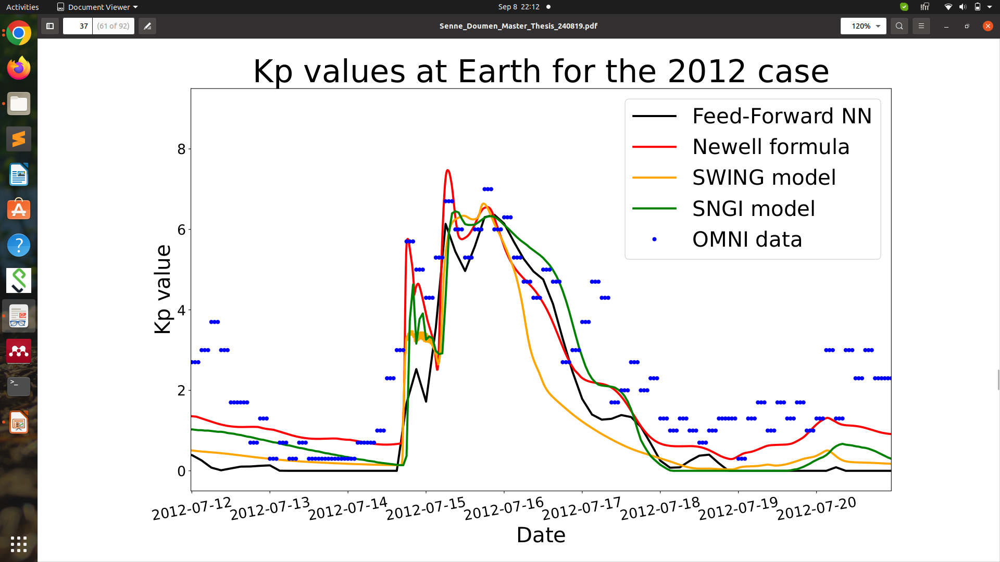 Activities
Document Viewer
Sep 8 22:12
37 (61 of 92)
Senne_Doumen_Master_Thesis_240819.pdf
120%
Kp values at Earth for the 2012 case
Feed-Forward NN
Newell formula
SWING model
SNGI model
OMNI data
8
6
4
2
0
Kp value
2012-07-12
2012-07-13
2012-07-14
2012-07-15
2012-07-16
2012-07-17
2012-07-18
2012-07-19
2012-07-20
Date